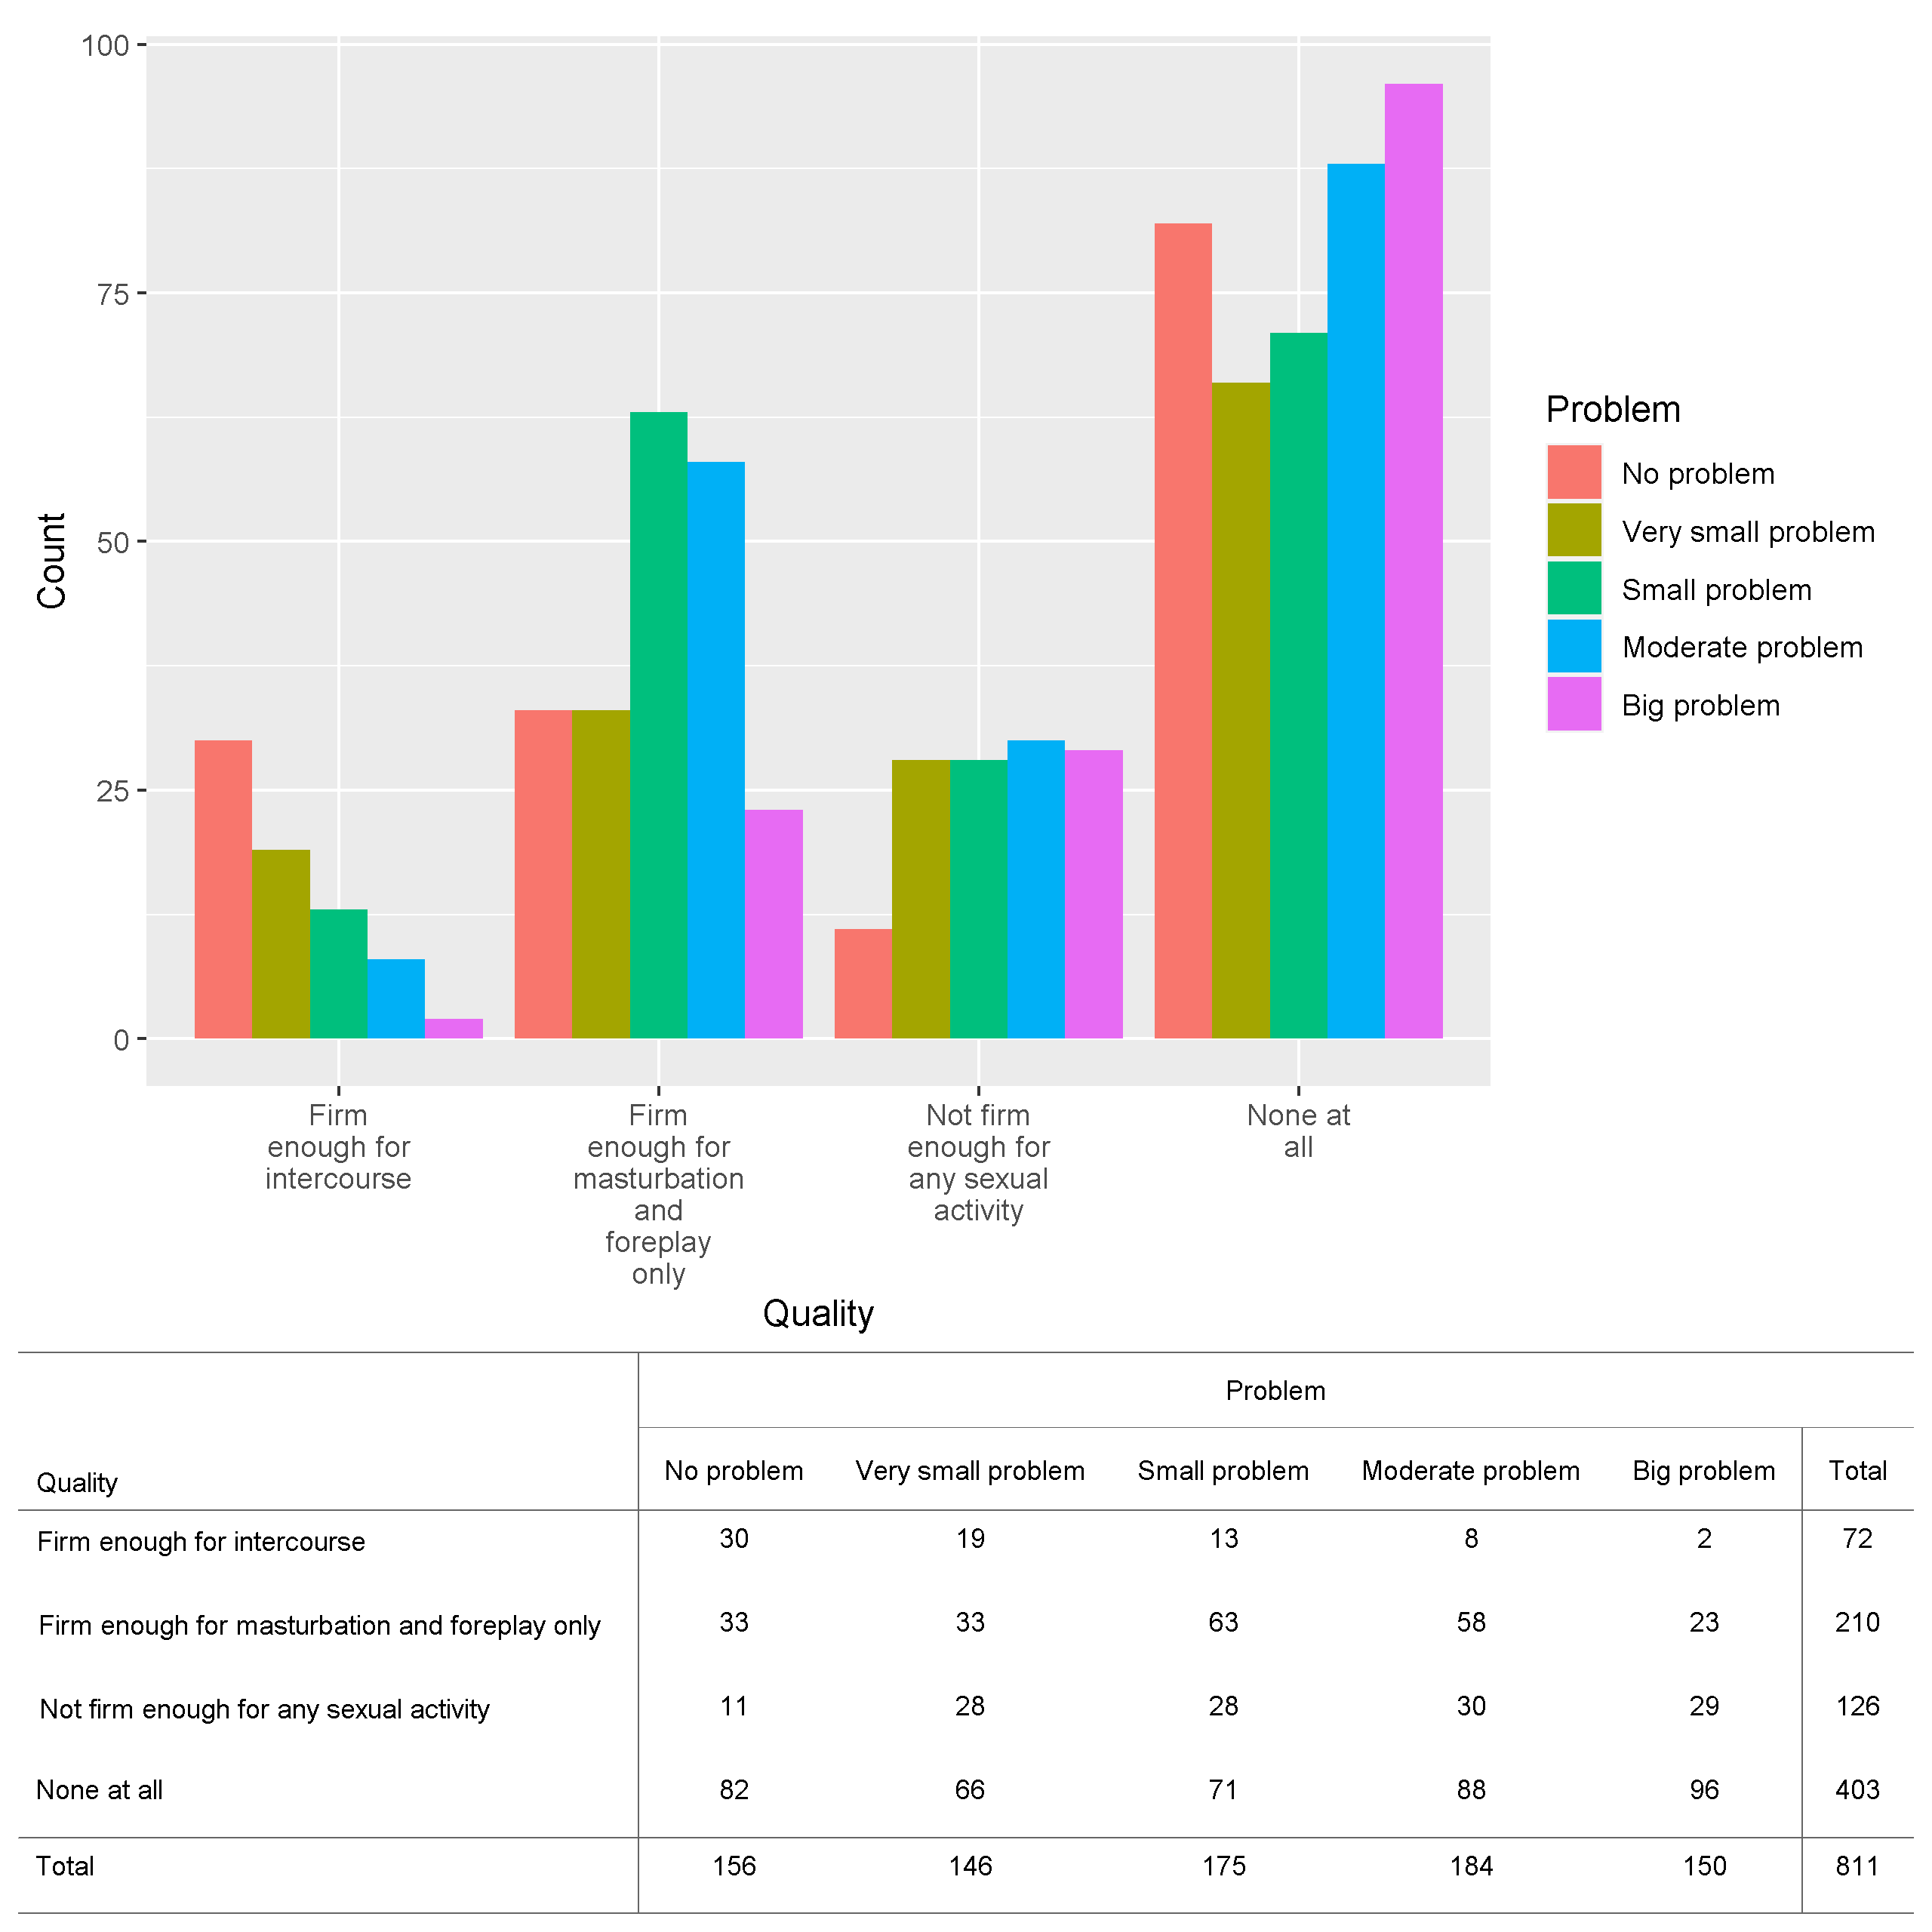 100
75
50
25
0
Count
Firm
enough for
intercourse
Firm
enough for
masturbation
and
foreplay
only
Not firm
enough for
any sexual
activity
None at
all
Quality
Problem
No problem
Very small problem
Small problem
Moderate problem
Big problem
Problem
Quality No problem Very small problem Small problem Moderate problem Big problem Total
Firm enough for intercourse 30 19 13 8 2 72
Firm enough for masturbation and foreplay only 33 33 63 58 23 210
Not firm enough for any sexual activity 11 28 28 30 29 126
None at all 82 66 71 88 96 403
Total 156 146 175 184 150 811